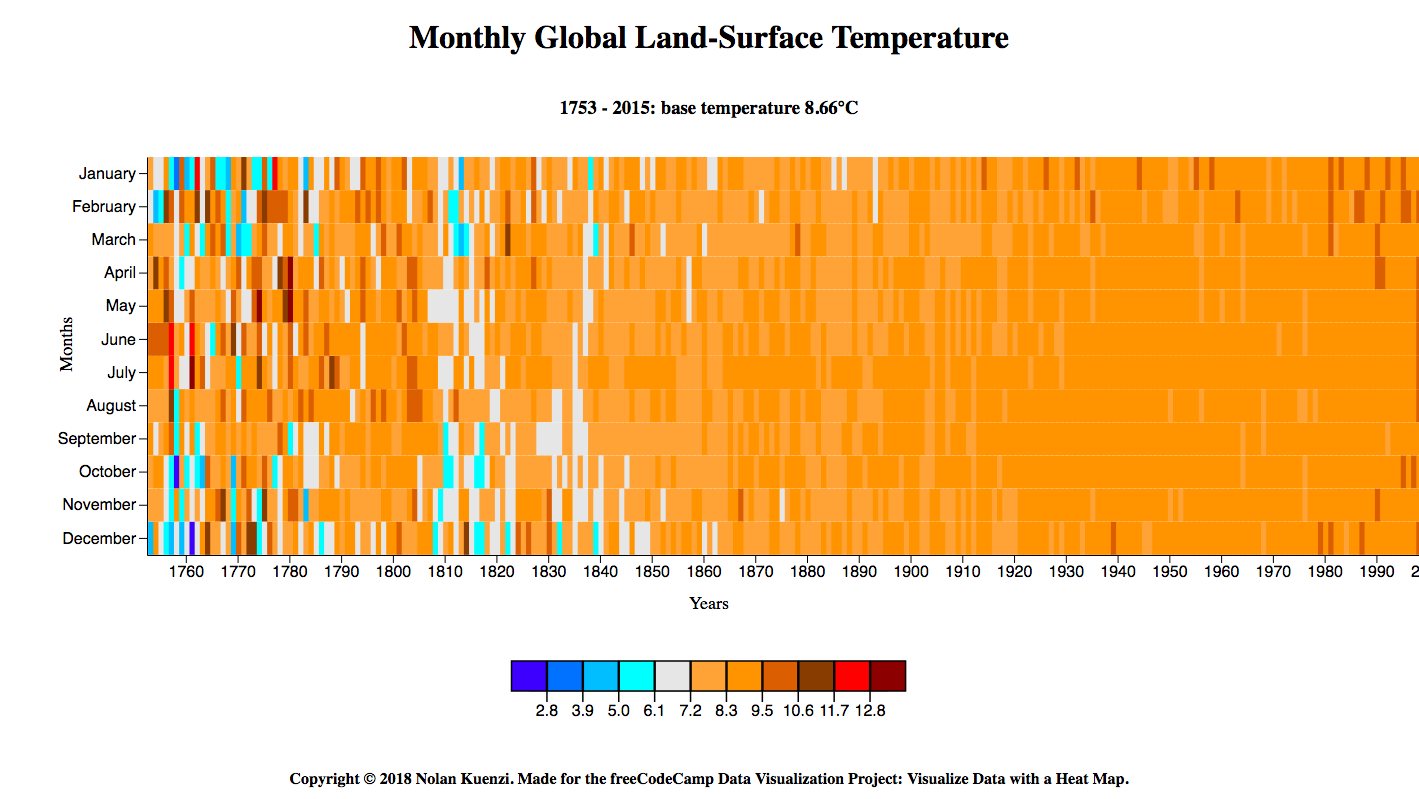 Monthly Global Land-Surface Temperature
1753 - 2015: base temperature 8.66°C
Months
January
February
March
April
May
June
July
August
September
October
November
December
1760 1770 1780 1790 1800 1810 1820 1830 1840 1850 1860 1870 1880 1890 1900 1910 1920 1930 1940 1950 1960 1970 1980 1990 2
Years
2.8 3.9 5.0 6.1 7.2 8.3 9.5 10.6 11.7 12.8
Copyright © 2018 Nolan Kuenzi. Made for the freeCodeCamp Data Visualization Project: Visualize Data with a Heat Map.